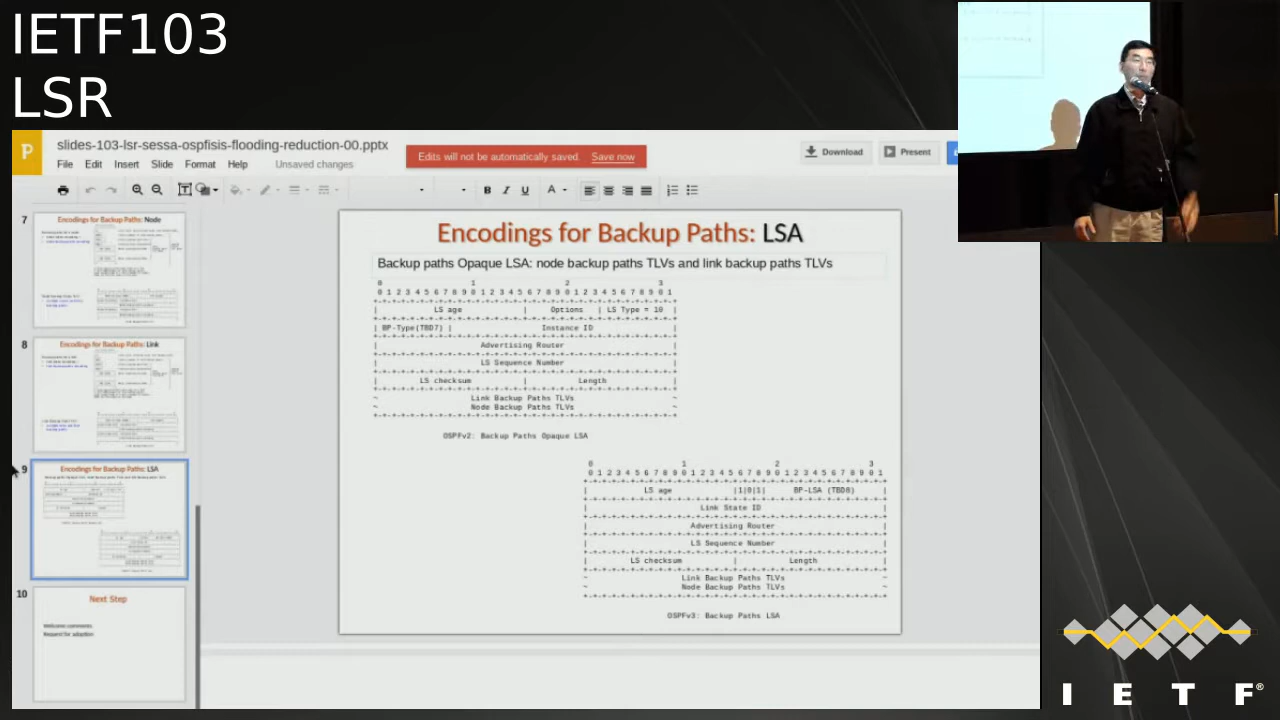 IETF103
LSR
slides-103-lsr-sessa-ospfisis-flooding-reduction-00.pptx
File Edit Insert Slide Format Help Unsaved changes
Edits will not be automatically saved. Save now
Download
Present
B I U A
7
Encodings for Backup Paths: Node
8
Encodings for Backup Paths: Link
9
Encodings for Backup Paths: LSA
10
Next Step
Welcome comments
Request for adoption
Encodings for Backup Paths: LSA
Backup paths Opaque LSA: node backup paths TLVs and link backup paths TLVs
0 1 2 3
0 1 2 3 4 5 6 7 8 9 0 1 2 3 4 5 6 7 8 9 0 1 2 3 4 5 6 7 8 9 0 1
+-+-+-+-+-+-+-+-+-+-+-+-+-+-+-+-+-+-+-+-+-+-+-+-+-+-+-+-+-+-+-+-+
| LS age | Options | LS Type = 10 |
+-+-+-+-+-+-+-+-+-+-+-+-+-+-+-+-+-+-+-+-+-+-+-+-+-+-+-+-+-+-+-+-+
| BP-Type(TBD7) | Instance ID |
+-+-+-+-+-+-+-+-+-+-+-+-+-+-+-+-+-+-+-+-+-+-+-+-+-+-+-+-+-+-+-+-+
| Advertising Router |
+-+-+-+-+-+-+-+-+-+-+-+-+-+-+-+-+-+-+-+-+-+-+-+-+-+-+-+-+-+-+-+-+
| LS Sequence Number |
+-+-+-+-+-+-+-+-+-+-+-+-+-+-+-+-+-+-+-+-+-+-+-+-+-+-+-+-+-+-+-+-+
| LS checksum | Length |
+-+-+-+-+-+-+-+-+-+-+-+-+-+-+-+-+-+-+-+-+-+-+-+-+-+-+-+-+-+-+-+-+
~ Link Backup Paths TLVs ~
~ Node Backup Paths TLVs ~
+-+-+-+-+-+-+-+-+-+-+-+-+-+-+-+-+-+-+-+-+-+-+-+-+-+-+-+-+-+-+-+-+
OSPFv2: Backup Paths Opaque LSA
0 1 2 3
0 1 2 3 4 5 6 7 8 9 0 1 2 3 4 5 6 7 8 9 0 1 2 3 4 5 6 7 8 9 0 1
+-+-+-+-+-+-+-+-+-+-+-+-+-+-+-+-+-+-+-+-+-+-+-+-+-+-+-+-+-+-+-+-+
| LS age |1|0|1| BP-LSA (TBD8) |
+-+-+-+-+-+-+-+-+-+-+-+-+-+-+-+-+-+-+-+-+-+-+-+-+-+-+-+-+-+-+-+-+
| Link State ID |
+-+-+-+-+-+-+-+-+-+-+-+-+-+-+-+-+-+-+-+-+-+-+-+-+-+-+-+-+-+-+-+-+
| Advertising Router |
+-+-+-+-+-+-+-+-+-+-+-+-+-+-+-+-+-+-+-+-+-+-+-+-+-+-+-+-+-+-+-+-+
| LS Sequence Number |
+-+-+-+-+-+-+-+-+-+-+-+-+-+-+-+-+-+-+-+-+-+-+-+-+-+-+-+-+-+-+-+-+
| LS checksum | Length |
+-+-+-+-+-+-+-+-+-+-+-+-+-+-+-+-+-+-+-+-+-+-+-+-+-+-+-+-+-+-+-+-+
~ Link Backup Paths TLVs ~
~ Node Backup Paths TLVs ~
+-+-+-+-+-+-+-+-+-+-+-+-+-+-+-+-+-+-+-+-+-+-+-+-+-+-+-+-+-+-+-+-+
OSPFv3: Backup Paths LSA
I E T F®